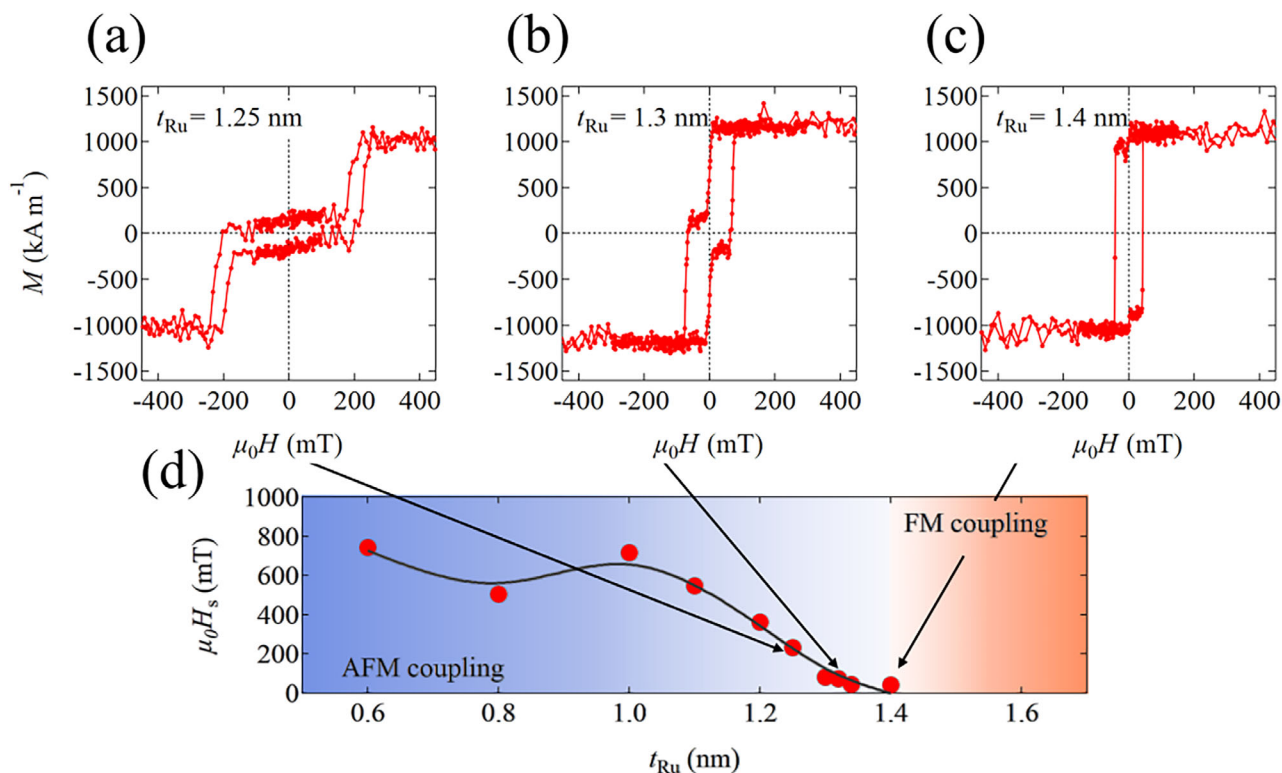 (a) (b) (c)
t_Ru = 1.25 nm
t_Ru = 1.3 nm
t_Ru = 1.4 nm
M (kA m⁻¹)
1500
1000
500
0
-500
-1000
-1500
-400 -200 0 200 400
μ₀H (mT)
1500
1000
500
0
-500
-1000
-1500
-400 -200 0 200 400
μ₀H (mT)
1500
1000
500
0
-500
-1000
-1500
-400 -200 0 200 400
μ₀H (mT)
(d)
μ₀H_s (mT)
1000
800
600
400
200
0
FM coupling
AFM coupling
0.6 0.8 1.0 1.2 1.4 1.6
t_Ru (nm)